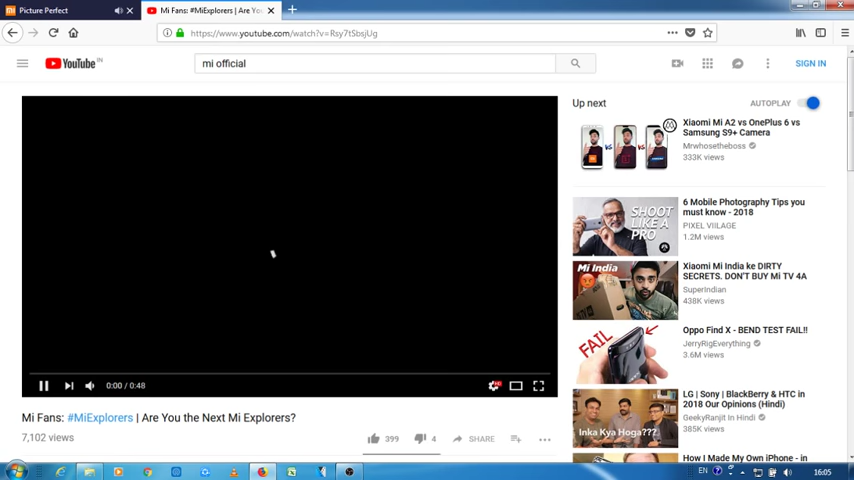 Picture Perfect
Mi Fans: #MiExplorers | Are Yo
https://www.youtube.com/watch?v=Rsy7tSbsjUg
YouTube IN
mi official
SIGN IN
Up next
AUTOPLAY
Xiaomi Mi A2 vs OnePlus 6 vs
Samsung S9+ Camera
Mrwhosetheboss
333K views
SHOOT
LIKE A
PRO
6 Mobile Photography Tips you
must know - 2018
PIXEL VIILAGE
1.2M views
Mi India
Xiaomi Mi India ke DIRTY
SECRETS. DON'T BUY Mi TV 4A
Superindian
438K views
FAIL
Oppo Find X - BEND TEST FAIL!!
JerryRigEverything
3.6M views
0:00 / 0:48
Inka Kya Hoga???
LG | Sony | BlackBerry & HTC in
2018 Our Opinions (Hindi)
GeekyRanjit In Hindi
385K views
Mi Fans: #MiExplorers | Are You the Next Mi Explorers?
7,102 views
399
4
SHARE
How I Made My Own iPhone - in
EN
16:05